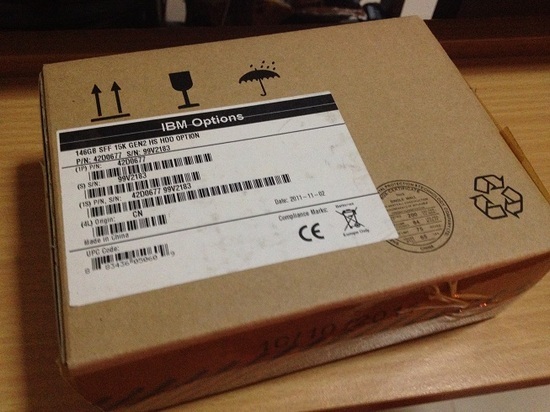 IBM Options
146GB SFF 15K GEN2 HS HDD OPTION
P/N: 42D0677 S/N: 99V2183
(1P) P/N:
42D0677
(S) S/N:
99V2183
(1S) P/N, S/N:
42D0677 99V2183
(4L) Origin:
CN
Date: 2011-11-02
Made in China
Compliance Marks:
CE
UPC Code: